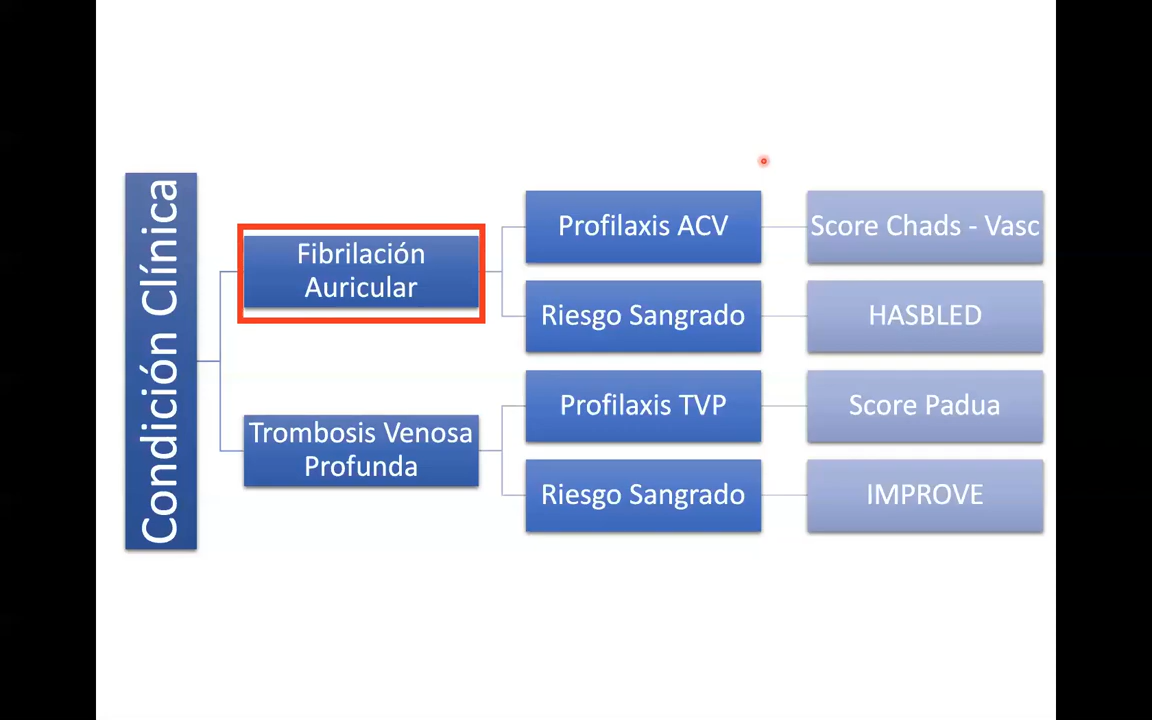 Condición Clínica
Fibrilación
Auricular
Profilaxis ACV
Score Chads - Vasc
Riesgo Sangrado
HASBLED
Trombosis Venosa
Profunda
Profilaxis TVP
Score Padua
Riesgo Sangrado
IMPROVE